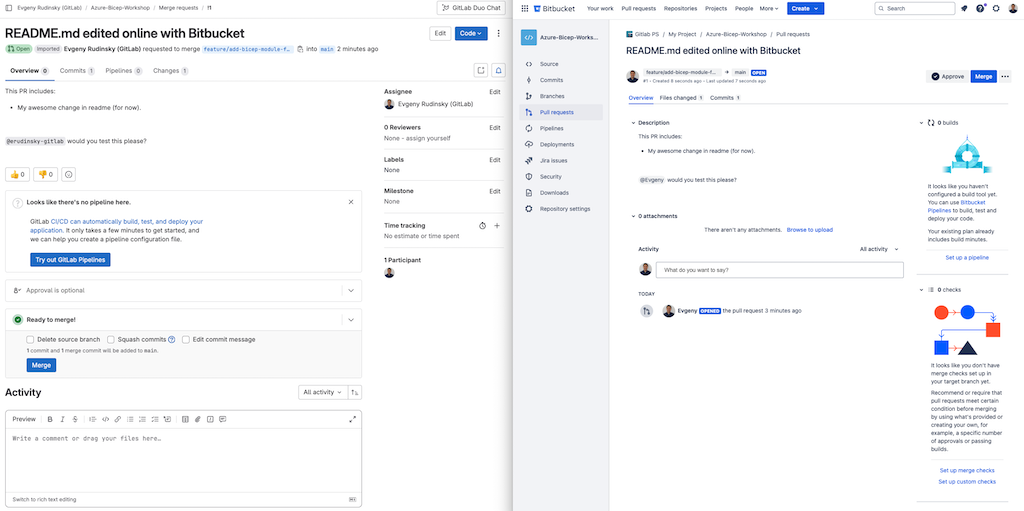 Evgeny Rudinsky (GitLab) / Azure-Bicep-Workshop / Merge requests / !1
GitLab Duo Chat
README.md edited online with Bitbucket
Edit
Code
Open Imported Evgeny Rudinsky (GitLab) requested to merge feature/add-bicep-module-f… into main 2 minutes ago
Overview 0 Commits 1 Pipelines 0 Changes 1
This PR includes:
• My awesome change in readme (for now).
@erudinsky-gitlab would you test this please?
👍 0 👎 0
Looks like there's no pipeline here.
GitLab CI/CD can automatically build, test, and deploy your
application. It only takes a few minutes to get started, and
we can help you create a pipeline configuration file.
Try out GitLab Pipelines
Approval is optional
Ready to merge!
Delete source branch Squash commits Edit commit message
1 commit and 1 merge commit will be added to main.
Merge
Activity
All activity
Preview
Write a comment or drag your files here…
Switch to rich text editing
Assignee Edit
Evgeny Rudinsky (GitLab)
0 Reviewers Edit
None - assign yourself
Labels Edit
None
Milestone Edit
None
Time tracking
No estimate or time spent
1 Participant
Bitbucket Your work Pull requests Repositories Projects People More Create Search
Azure-Bicep-Works...
Source
Commits
Branches
Pull requests
Pipelines
Deployments
Jira issues
Security
Downloads
Repository settings
Gitlab PS / My Project / Azure-Bicep-Workshop / Pull requests
README.md edited online with Bitbucket
feature/add-bicep-module-f... → main OPEN
#1 • Created 8 seconds ago • Last updated 7 seconds ago
Approve Merge
Overview Files changed 1 Commits 1
Description
This PR includes:
• My awesome change in readme (for now).
@Evgeny would you test this please?
0 attachments
There aren't any attachments. Browse to upload
Activity All activity
What do you want to say?
TODAY
Evgeny OPENED the pull request 3 minutes ago
0 builds
It looks like you haven't
configured a build tool yet.
You can use Bitbucket
Pipelines to build, test and
deploy your code.
Your existing plan already
includes build minutes.
Set up a pipeline
0 checks
It looks like you don't have
merge checks set up in
your target branch yet.
Recommend or require that
pull requests meet certain
condition before merging
by using what's provided or
creating your own, for
example, a specific number
of approvals or passing
builds.
Set up merge checks
Set up custom checks